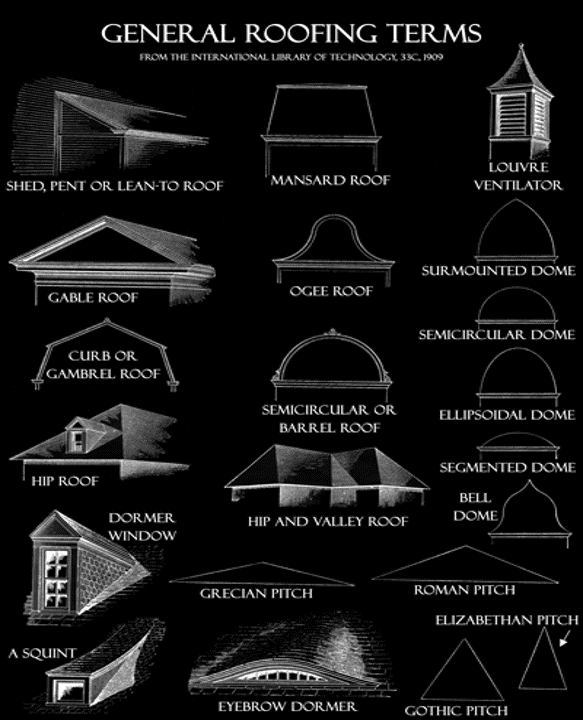 GENERAL ROOFING TERMS
FROM THE INTERNATIONAL LIBRARY OF TECHNOLOGY, 33C, 1909
SHED, PENT OR LEAN-TO ROOF
MANSARD ROOF
LOUVRE
VENTILATOR
GABLE ROOF
OGEE ROOF
SURMOUNTED DOME
SEMICIRCULAR DOME
CURB OR
GAMBREL ROOF
SEMICIRCULAR OR
BARREL ROOF
ELLIPSOIDAL DOME
SEGMENTED DOME
HIP ROOF
HIP AND VALLEY ROOF
BELL
DOME
DORMER
WINDOW
GRECIAN PITCH
ROMAN PITCH
ELIZABETHAN PITCH
A SQUINT
EYEBROW DORMER
GOTHIC PITCH